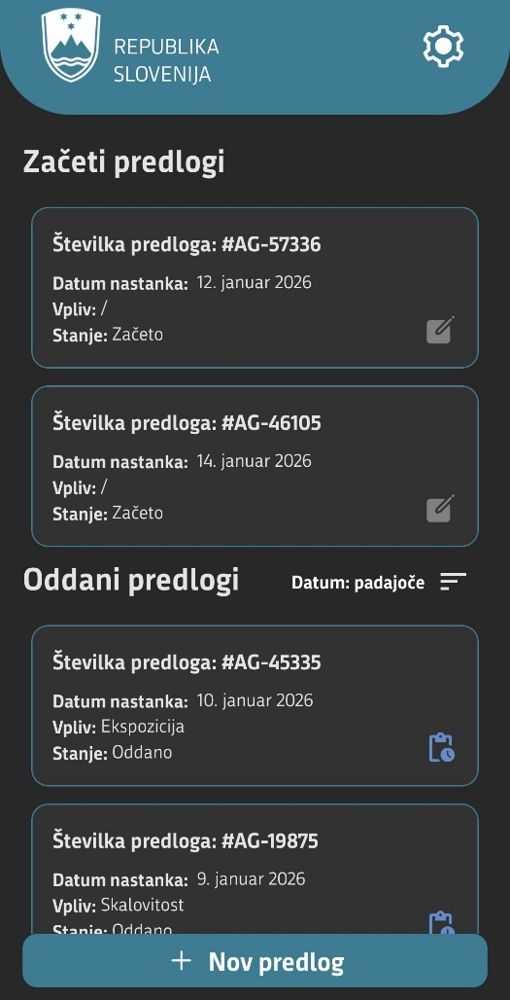 REPUBLIKA
SLOVENIJA
Začeti predlogi
Številka predloga: #AG-57336
Datum nastanka: 12. januar 2026
Vpliv: /
Stanje: Začeto
Številka predloga: #AG-46105
Datum nastanka: 14. januar 2026
Vpliv: /
Stanje: Začeto
Oddani predlogi Datum: padajoče
Številka predloga: #AG-45335
Datum nastanka: 10. januar 2026
Vpliv: Ekspozicija
Stanje: Oddano
Številka predloga: #AG-19875
Datum nastanka: 9. januar 2026
Vpliv: Skalovitost
Stanje: Oddano
+ Nov predlog